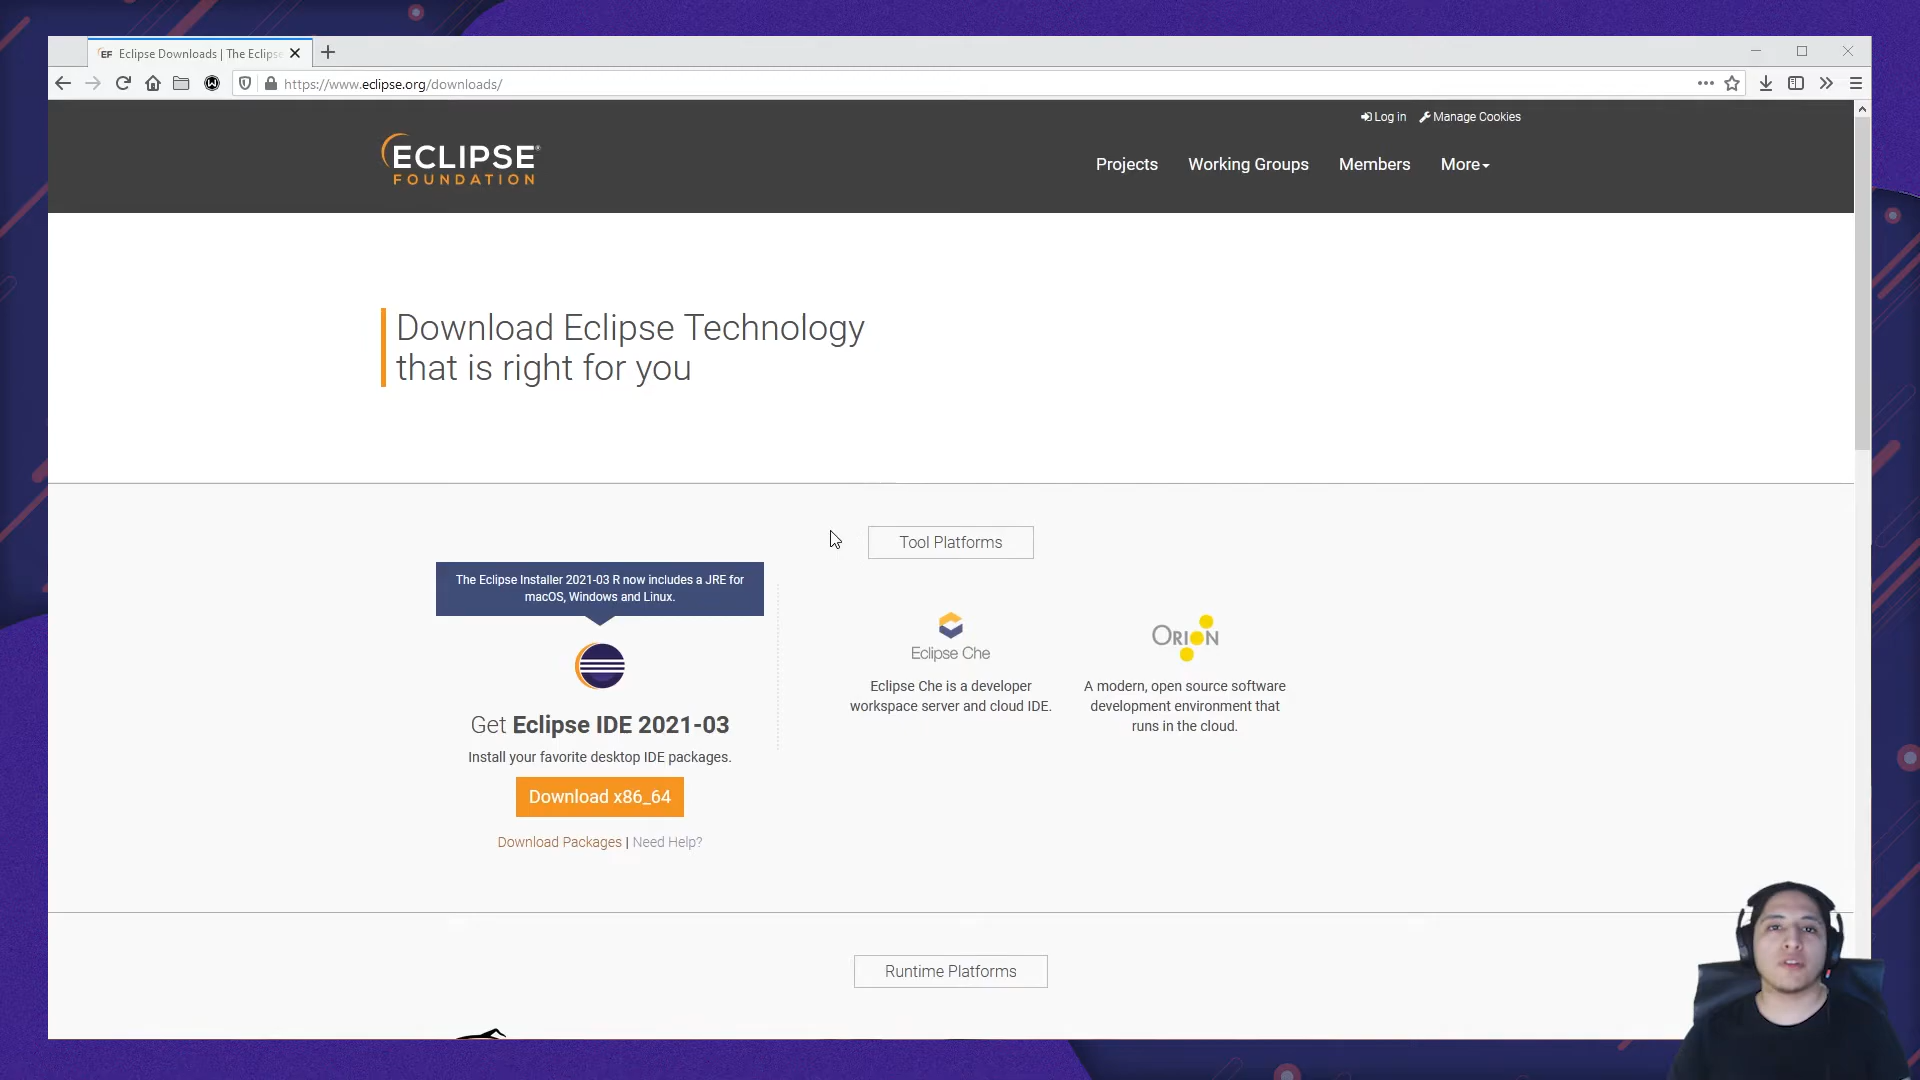 EF Eclipse Downloads | The Eclips
https://www.eclipse.org/downloads/
Log in Manage Cookies
ECLIPSE®
FOUNDATION
Projects Working Groups Members More
Download Eclipse Technology
that is right for you
Tool Platforms
The Eclipse Installer 2021-03 R now includes a JRE for
macOS, Windows and Linux.
Get Eclipse IDE 2021-03
Install your favorite desktop IDE packages.
Download x86_64
Download Packages | Need Help?
Eclipse Che
Eclipse Che is a developer
workspace server and cloud IDE.
ORION
A modern, open source software
development environment that
runs in the cloud.
Runtime Platforms